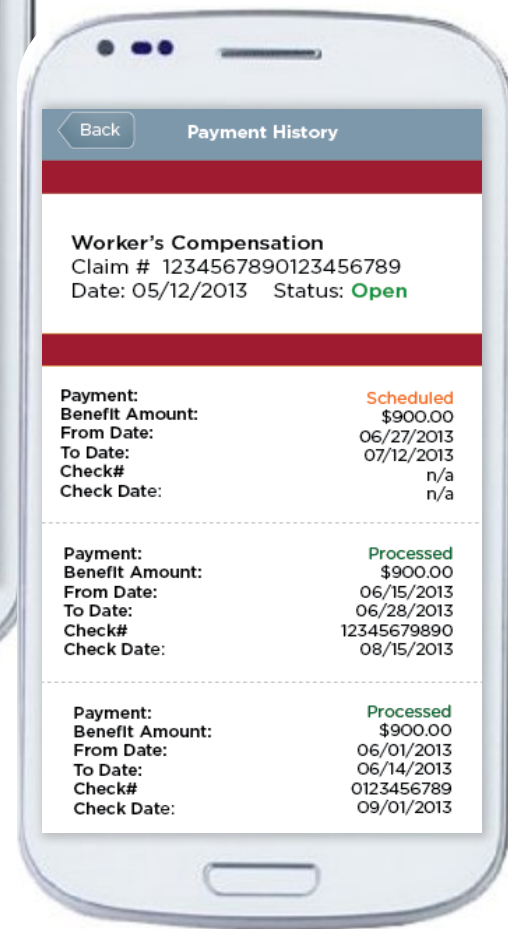 Back Payment History
Worker's Compensation
Claim # 1234567890123456789
Date: 05/12/2013 Status: Open
Payment: Scheduled
Benefit Amount: $900.00
From Date: 06/27/2013
To Date: 07/12/2013
Check# n/a
Check Date: n/a
Payment: Processed
Benefit Amount: $900.00
From Date: 06/15/2013
To Date: 06/28/2013
Check# 12345679890
Check Date: 08/15/2013
Payment: Processed
Benefit Amount: $900.00
From Date: 06/01/2013
To Date: 06/14/2013
Check# 0123456789
Check Date: 09/01/2013